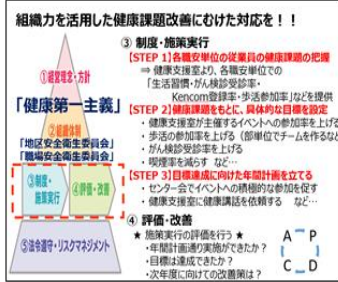 組織力を活用した健康課題改善にむけた対応を！！
①経営理念・方針
「健康第一主義」
②組織体制
「地区安全衛生委員会」
「職場安全衛生委員会」
③制度・施策実行
④評価・改善
⑤法令遵守・リスクマネジメント
③ 制度・施策実行
【STEP 1】各職安単位の従業員の健康課題の把握
⇒ 健康支援室より、各職安単位での
「生活習慣・がん検診受診率・
Kencom登録率・歩活参加率」などを提供
【STEP 2】健康課題をもとに、具体的な目標を設定
・ 健康支援室が主催するイベントへの参加率を上げる
・ 歩活の参加率を上げる（部単位でチームを作るなど）
・ がん検診受診率を上げる
・ 喫煙率を減らす など…
【STEP 3】目標達成に向けた年間計画を立てる
・ センター会でイベントへの積極的な参加を促す
・ 健康支援室に健康講話を依頼する など…
④ 評価・改善
★ 施策実行の評価を行う ★
・年間計画通り実施ができたか？
・目標は達成できたか？
・次年度に向けての改善策は？
A P
C D